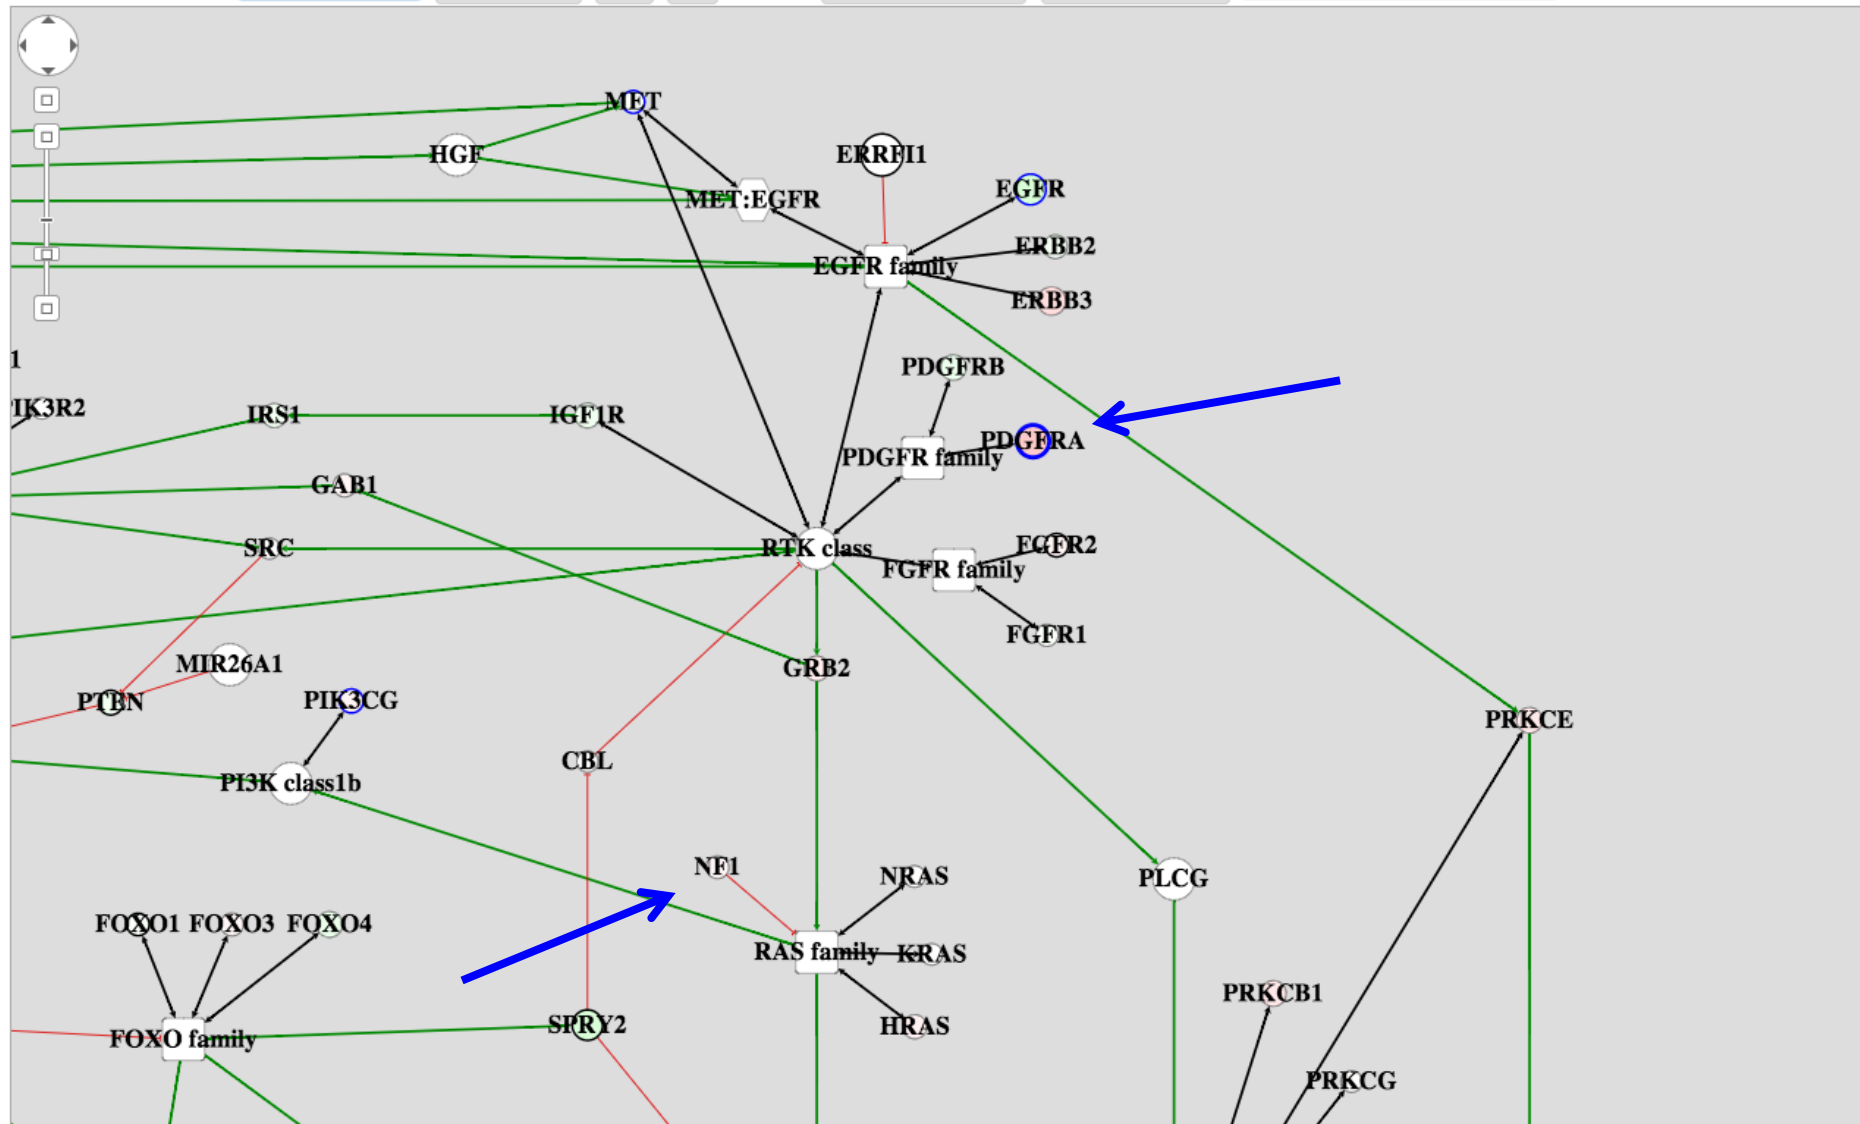 MET
HGF
ERRFI1
MET:EGFR
EGFR
ERBB2
EGFR family
ERBB3
1
PDGFRB
PIK3R2
IRS1
IGF1R
PDGFRA
PDGFR family
GAB1
SRC
RTK class
FGFR2
FGFR family
FGFR1
MIR26A1
GRB2
PTEN
PIK3CG
PRKCE
CBL
PI3K class1b
NF1
NRAS
PLCG
FOXO1
FOXO3
FOXO4
RAS family
KRAS
PRKCB1
SPRY2
HRAS
FOXO family
PRKCG